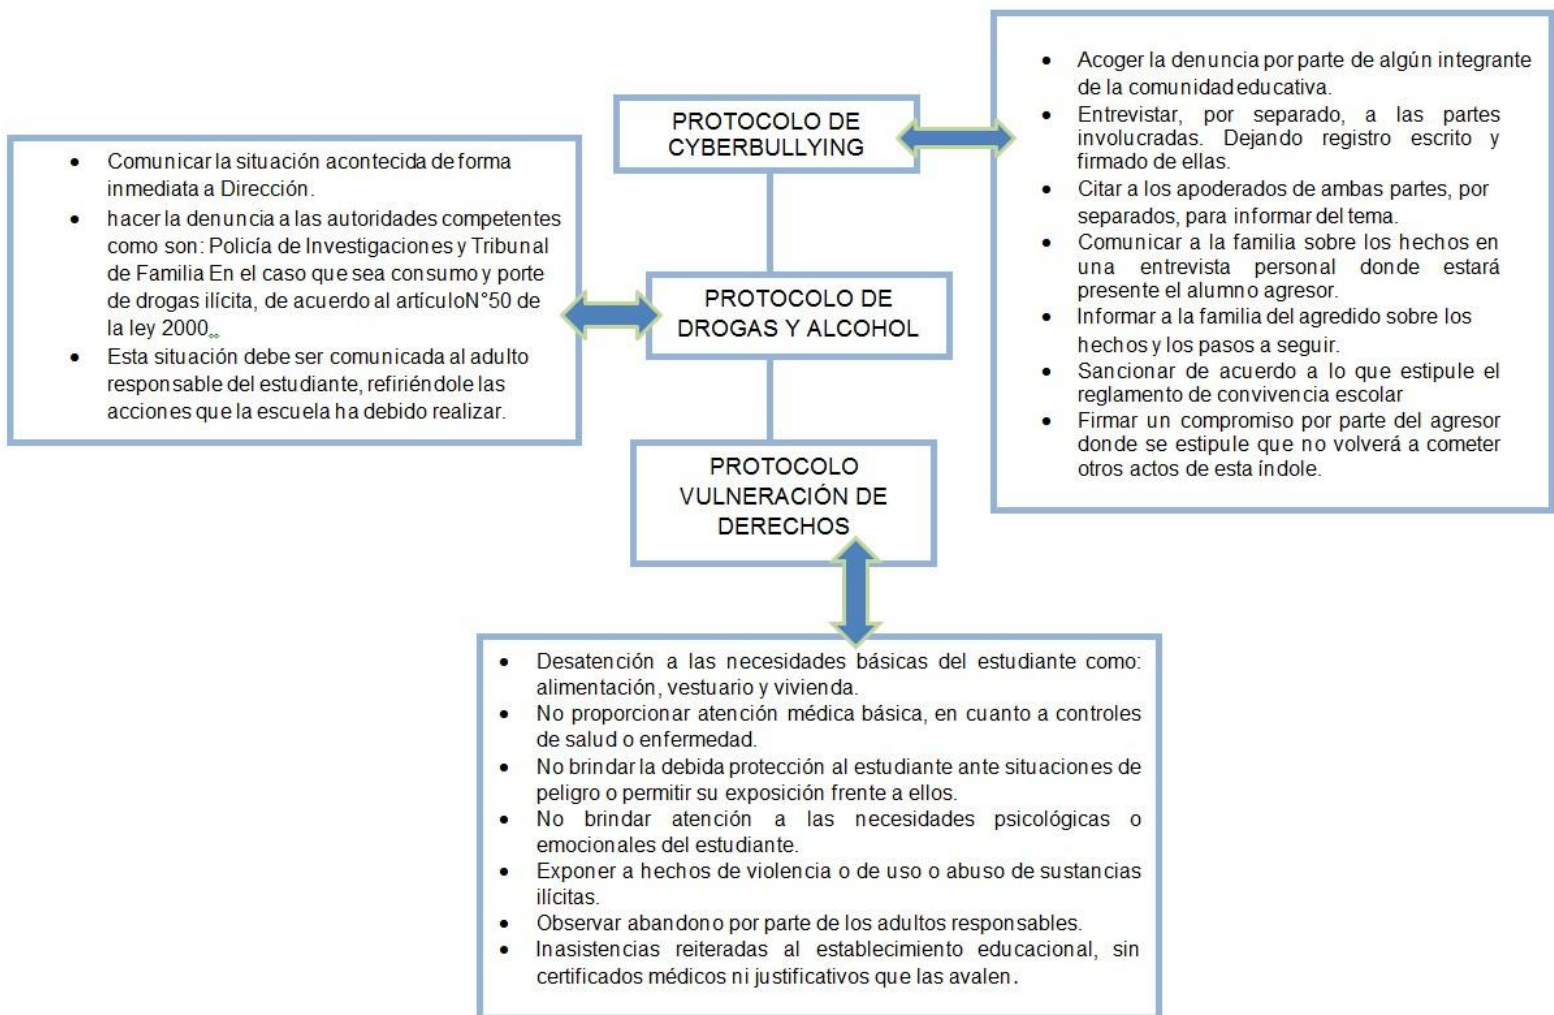 PROTOCOLO DE
CYBERBULLYING
• Acoger la denuncia por parte de algún integrante
de la comunidad educativa.
• Entrevistar, por separado, a las partes
involucradas. Dejando registro escrito y
firmado de ellas.
• Citar a los apoderados de ambas partes, por
separados, para informar del tema.
• Comunicar a la familia sobre los hechos en
una entrevista personal donde estará
presente el alumno agresor.
• Informar a la familia del agredido sobre los
hechos y los pasos a seguir.
• Sancionar de acuerdo a lo que estipule el
reglamento de convivencia escolar
• Firmar un compromiso por parte del agresor
donde se estipule que no volverá a cometer
otros actos de esta índole.
PROTOCOLO DE
DROGAS Y ALCOHOL
• Comunicar la situación acontecida de forma
inmediata a Dirección.
• hacer la denuncia a las autoridades competentes
como son: Policía de Investigaciones y Tribunal
de Familia En el caso que sea consumo y porte
de drogas ilícita, de acuerdo al artículoN°50 de
la ley 2000..
• Esta situación debe ser comunicada al adulto
responsable del estudiante, refiriéndole las
acciones que la escuela ha debido realizar.
PROTOCOLO
VULNERACIÓN DE
DERECHOS
• Desatención a las necesidades básicas del estudiante como:
alimentación, vestuario y vivienda.
• No proporcionar atención médica básica, en cuanto a controles
de salud o enfermedad.
• No brindar la debida protección al estudiante ante situaciones de
peligro o permitir su exposición frente a ellos.
• No brindar atención a las necesidades psicológicas o
emocionales del estudiante.
• Exponer a hechos de violencia o de uso o abuso de sustancias
ilícitas.
• Observar abandono por parte de los adultos responsables.
• Inasistencias reiteradas al establecimiento educacional, sin
certificados médicos ni justificativos que las avalen.